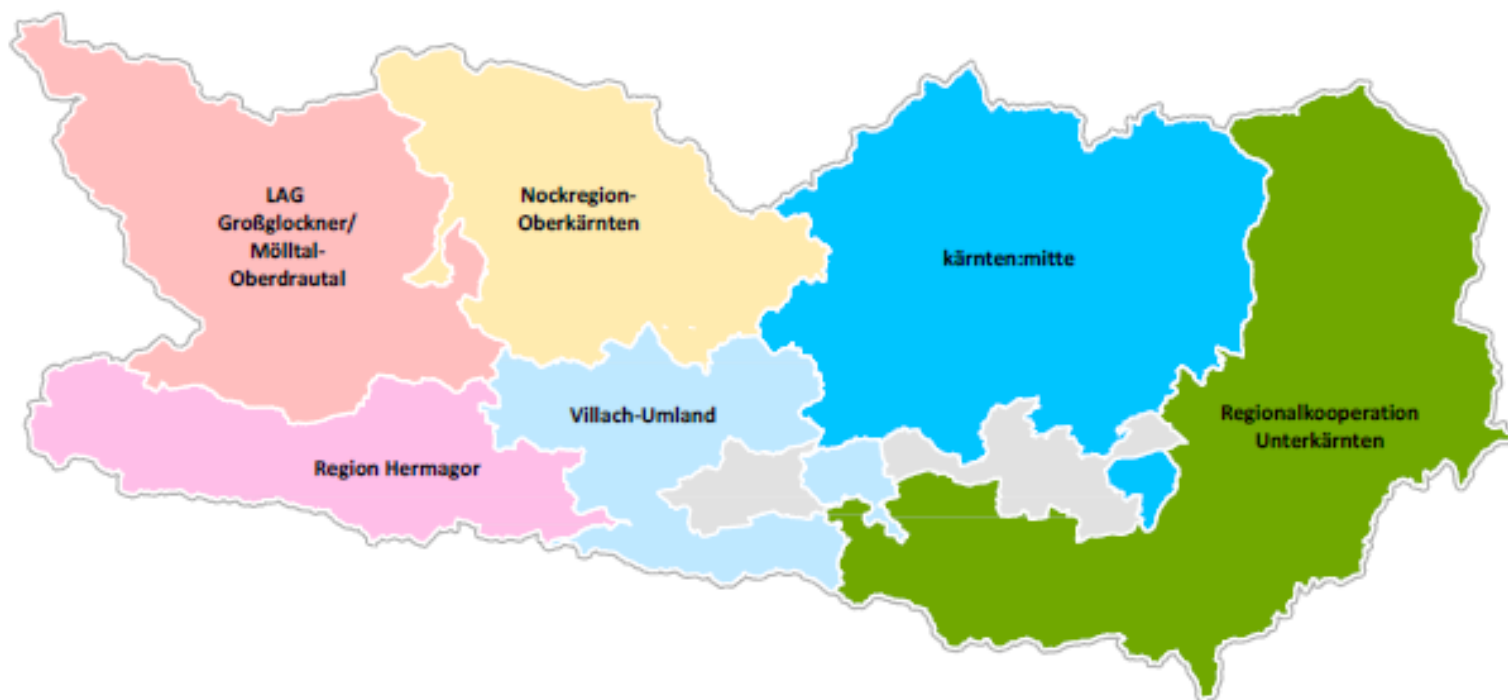 LAG
Großglockner/
Mölltal-
Oberdrautal
Nockregion-
Oberkärnten
kärnten:mitte
Villach-Umland
Regionalkooperation
Unterkärnten
Region Hermagor